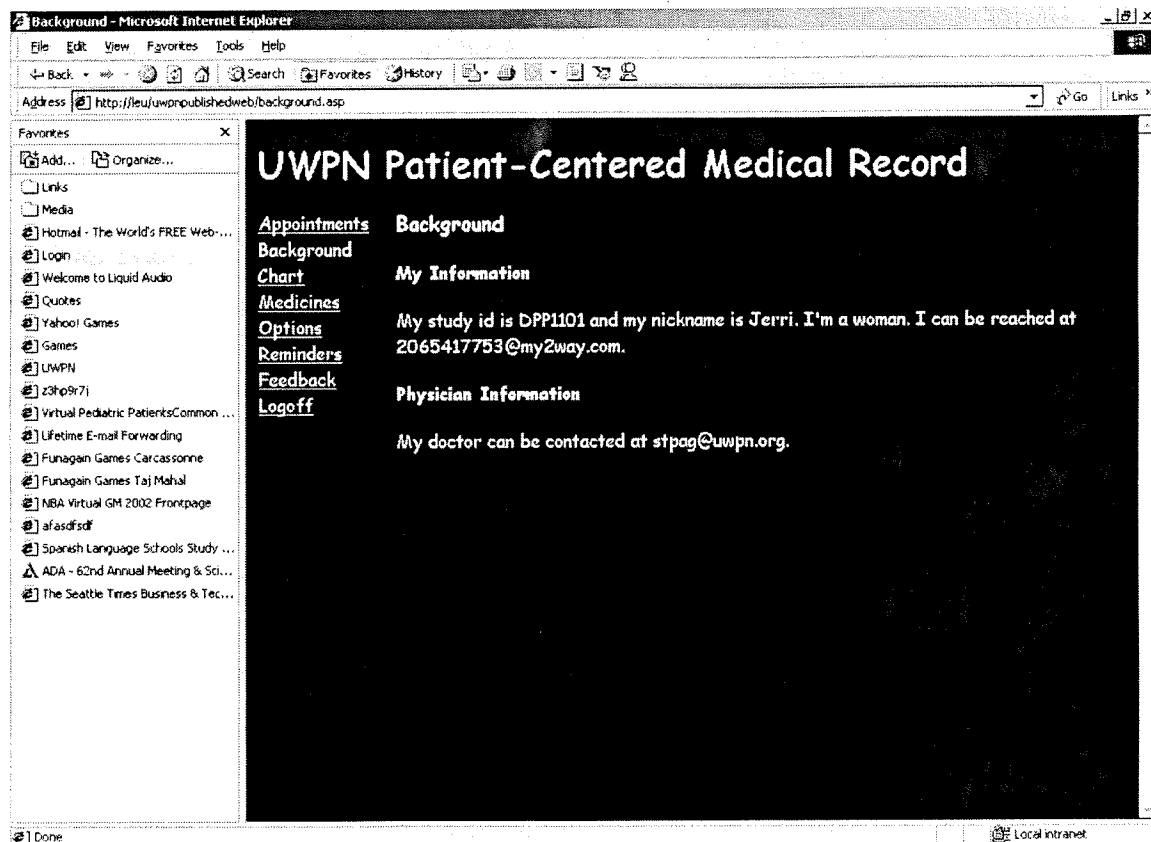 Background - Microsoft Internet Explorer
File Edit View Favorites Tools Help
Back Search Favorites History
Address http://leu/uwpnpublishedweb/background.asp Go Links
Favorites
Add... Organize...
Links
Media
Hotmail - The World's FREE Web-...
Login
Welcome to Liquid Audio
Quotes
Yahoo! Games
Games
UWPN
z3hp9r7j
Virtual Pediatric PatientsCommon ...
Lifetime E-mail Forwarding
Funagain Games Carcassonne
Funagain Games Taj Mahal
NBA Virtual GM 2002 Frontpage
afasdfsdf
Spanish Language Schools Study ...
ADA - 62nd Annual Meeting & Sci...
The Seattle Times Business & Tec...
UWPN Patient-Centered Medical Record
Appointments
Background
Chart
Medicines
Options
Reminders
Feedback
Logoff
Background
My Information
My study id is DPP1101 and my nickname is Jerri. I'm a woman. I can be reached at
2065417753@my2way.com.
Physician Information
My doctor can be contacted at stpag@uwpn.org.
Done
Local intranet